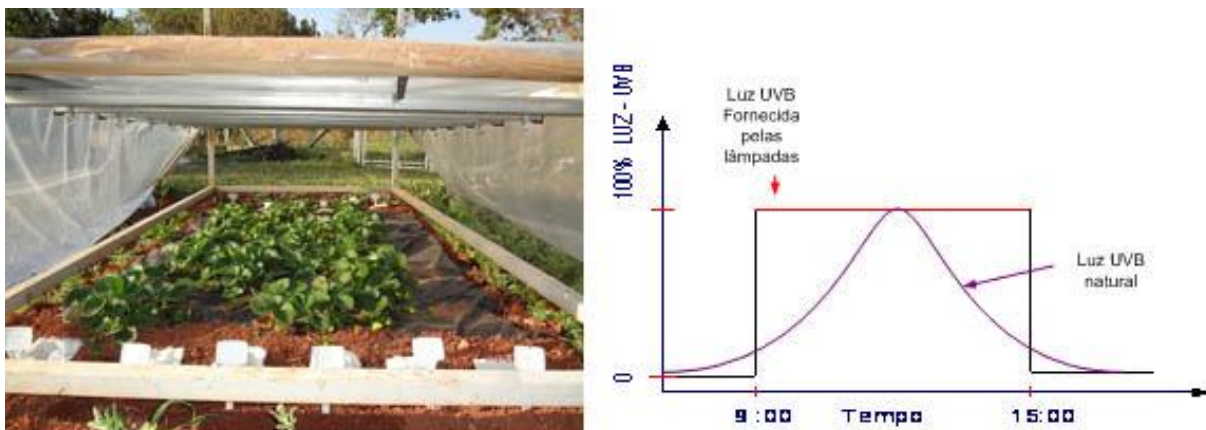 100% LUZ - UVB
Luz UVB
Fornecida
pelas
lâmpadas
Luz UVB
natural
0
9:00
Tempo
15:00